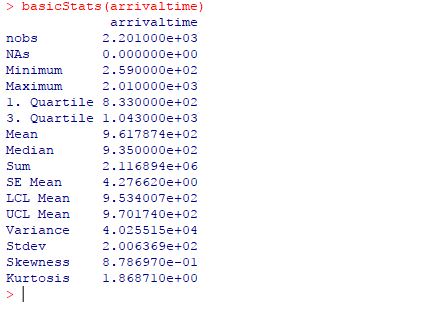 > basicStats(arrivaltime)
arrivaltime
nobs 2.201000e+03
NAs 0.000000e+00
Minimum 2.590000e+02
Maximum 2.010000e+03
1. Quartile 8.330000e+02
3. Quartile 1.043000e+03
Mean 9.617874e+02
Median 9.350000e+02
Sum 2.116894e+06
SE Mean 4.276620e+00
LCL Mean 9.534007e+02
UCL Mean 9.701740e+02
Variance 4.025515e+04
Stdev 2.006369e+02
Skewness 8.786970e-01
Kurtosis 1.868710e+00
>